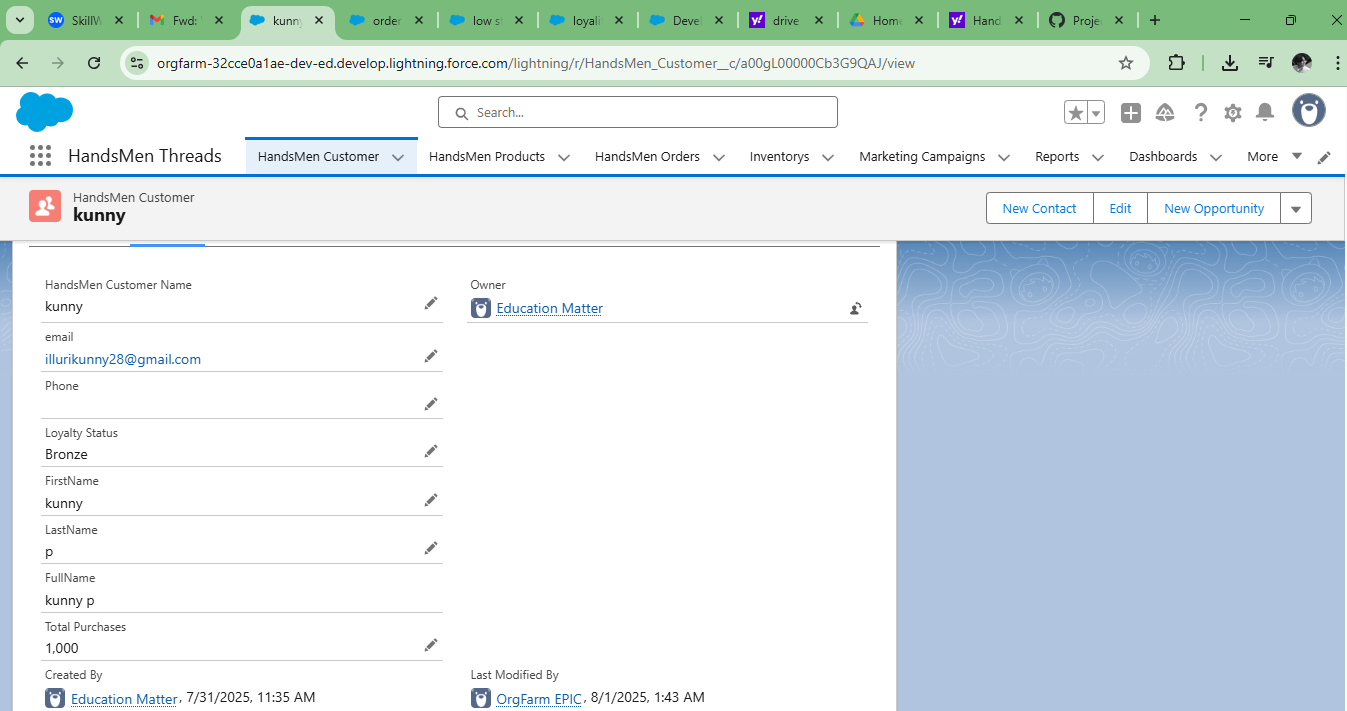 SW SkillW
Fwd:
kunny
order
low s
loyali
Devel
drive
Home
Hand
Proje
orgfarm-32cce0a1ae-dev-ed.develop.lightning.force.com/lightning/r/HandsMen_Customer__c/a00gL00000Cb3G9QAJ/view
Search...
HandsMen Threads
HandsMen Customer
HandsMen Products
HandsMen Orders
Inventorys
Marketing Campaigns
Reports
Dashboards
More
HandsMen Customer
kunny
New Contact
Edit
New Opportunity
HandsMen Customer Name
kunny
Owner
Education Matter
email
illurikunny28@gmail.com
Phone
Loyalty Status
Bronze
FirstName
kunny
LastName
p
FullName
kunny p
Total Purchases
1,000
Created By
Education Matter, 7/31/2025, 11:35 AM
Last Modified By
OrgFarm EPIC, 8/1/2025, 1:43 AM